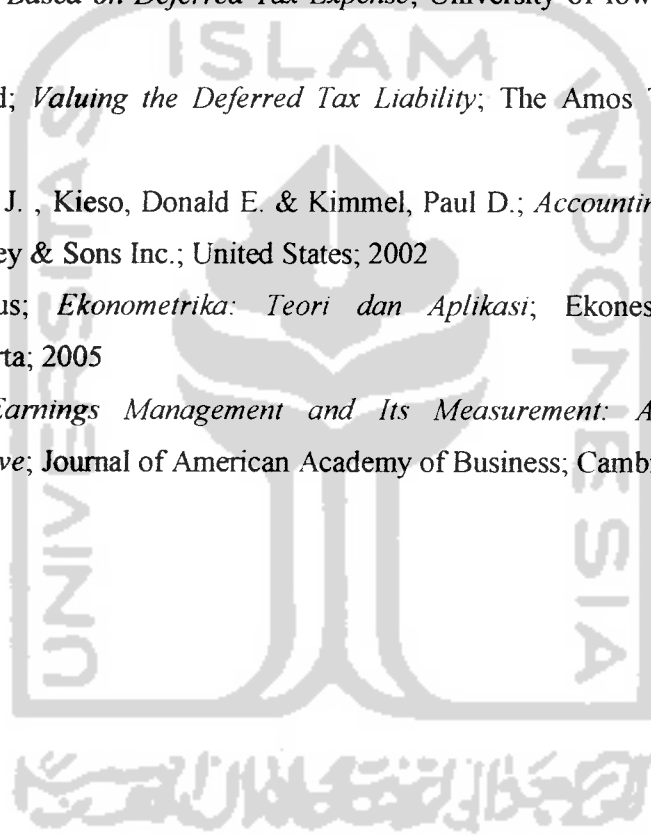 Based on Deferred Tax Expense; University of Iow
d; Valuing the Deferred Tax Liability; The Amos T
J. , Kieso, Donald E. & Kimmel, Paul D.; Accountin
ey & Sons Inc.; United States; 2002
us; Ekonometrika: Teori dan Aplikasi; Ekones
rta; 2005
Earnings Management and Its Measurement: A
ve; Journal of American Academy of Business; Cambr
ISLAM
UNIVERSITAS
INDONESIA